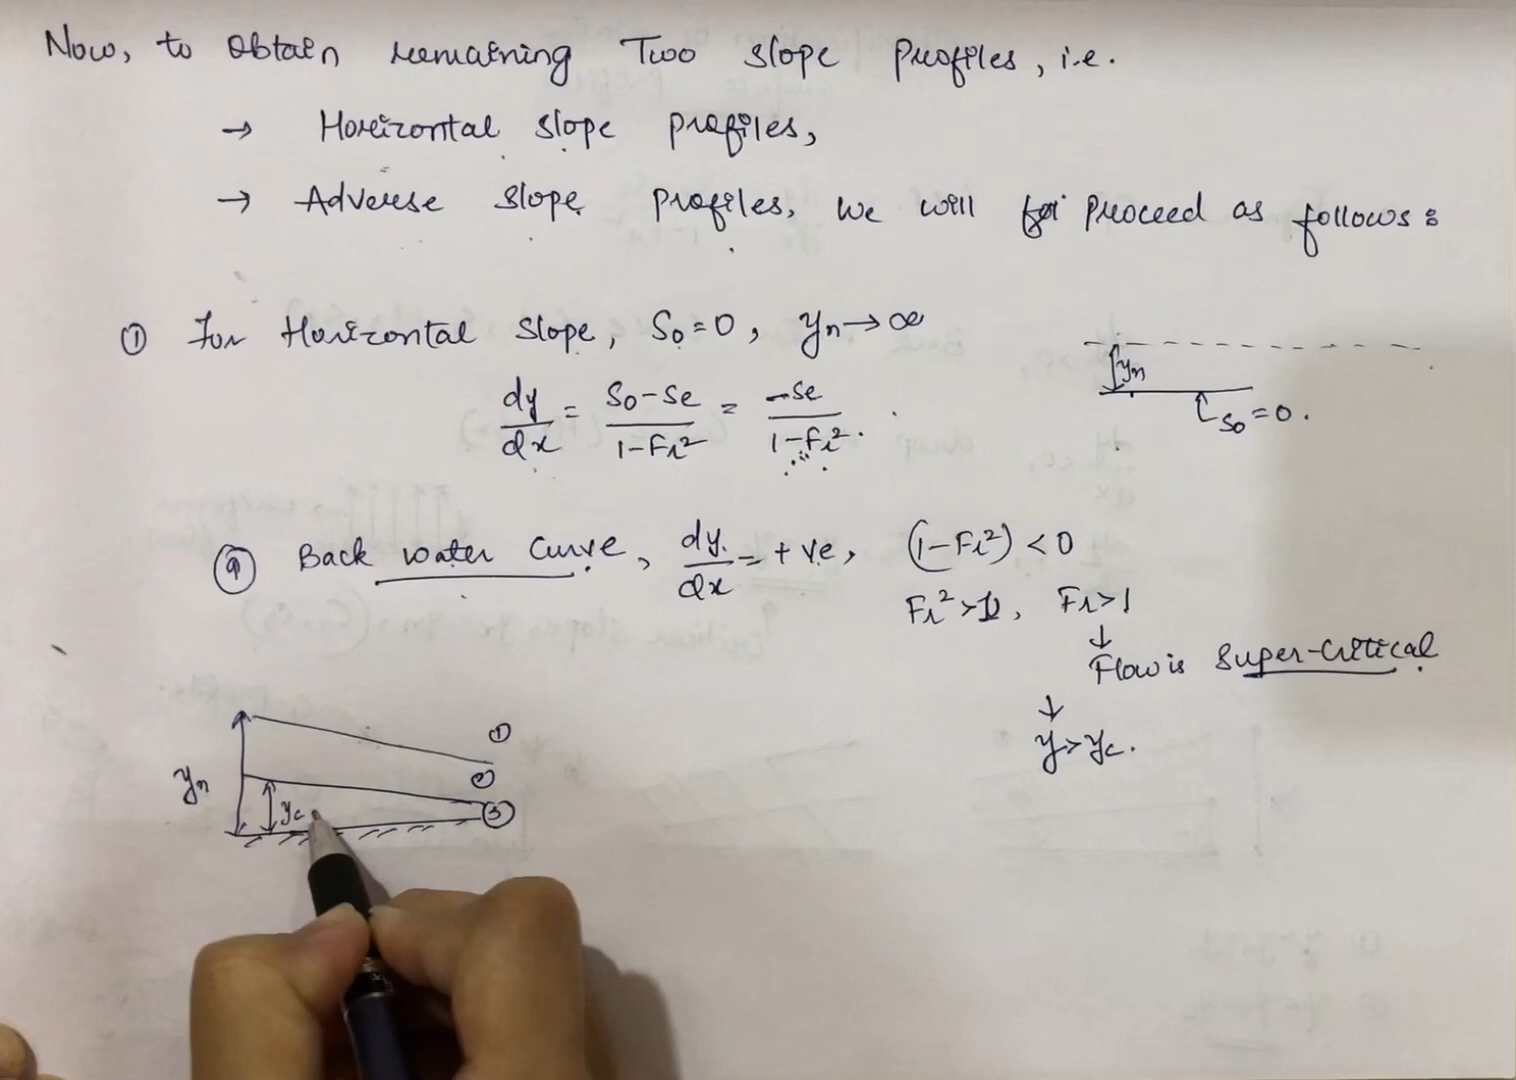 Now, to obtain remaining Two slope profiles, i.e.
→ Horizontal slope profiles,
→ Adverse slope profiles, we will proceed as follows:
① For Horizontal slope, S₀=0, yₙ→∞
dy/dx = S₀-Se/1-Fr² = -Se/1-Fr².
yₙ
S₀=0.
ⓐ Back water Curve, dy/dx = +ve, (1-Fr²) < 0
Fr²>1, Fr>1
↓
Flow is Super-Critical
↓
y>yc.
①
②
③
yₙ
yc